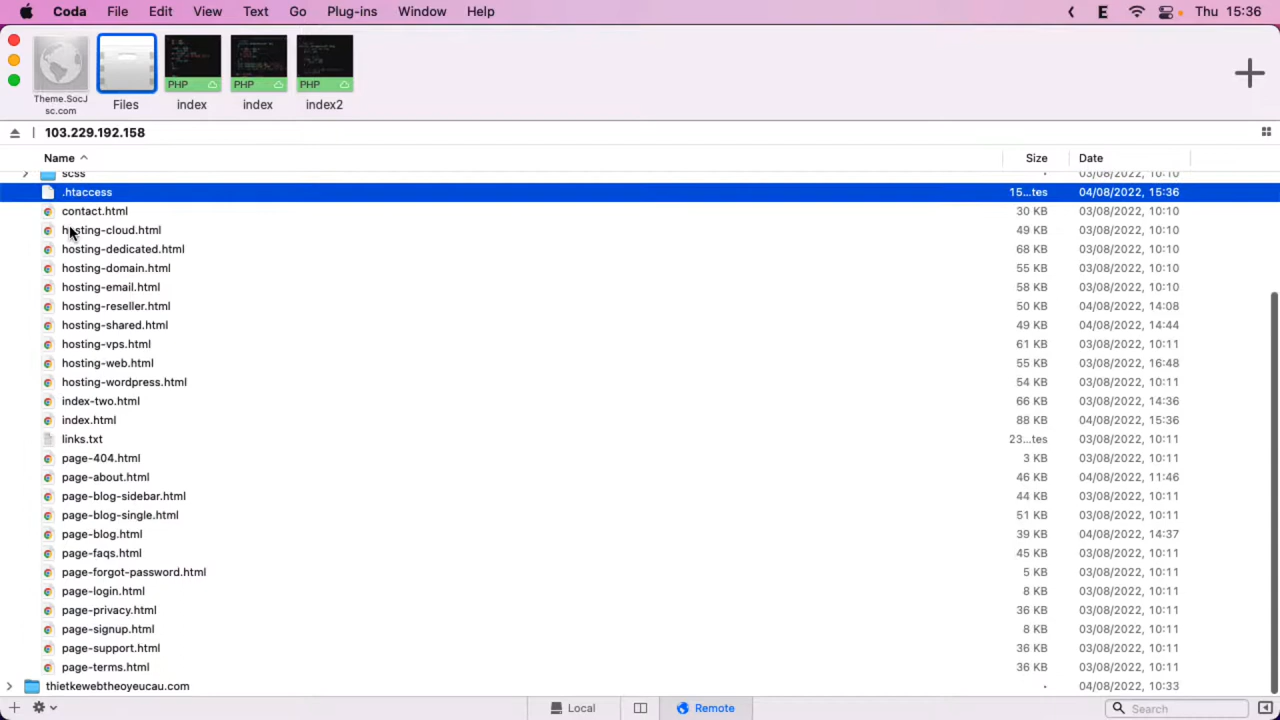 Coda File Edit View Text Go Plug-ins Window Help E Thu 15:36
PHP PHP PHP
Theme.SocJ
sc.com
Files index index index2
103.229.192.158
Name Size Date
scss 03/08/2022, 10:10
.htaccess 15...tes 04/08/2022, 15:36
contact.html 30 KB 03/08/2022, 10:10
hosting-cloud.html 49 KB 03/08/2022, 10:10
hosting-dedicated.html 68 KB 03/08/2022, 10:10
hosting-domain.html 55 KB 03/08/2022, 10:10
hosting-email.html 58 KB 03/08/2022, 10:10
hosting-reseller.html 50 KB 04/08/2022, 14:08
hosting-shared.html 49 KB 04/08/2022, 14:44
hosting-vps.html 61 KB 03/08/2022, 10:11
hosting-web.html 55 KB 03/08/2022, 16:48
hosting-wordpress.html 54 KB 03/08/2022, 10:11
index-two.html 66 KB 03/08/2022, 14:36
index.html 88 KB 04/08/2022, 15:36
links.txt 23...tes 03/08/2022, 10:11
page-404.html 3 KB 03/08/2022, 10:11
page-about.html 46 KB 04/08/2022, 11:46
page-blog-sidebar.html 44 KB 03/08/2022, 10:11
page-blog-single.html 51 KB 03/08/2022, 10:11
page-blog.html 39 KB 04/08/2022, 14:37
page-faqs.html 45 KB 03/08/2022, 10:11
page-forgot-password.html 5 KB 03/08/2022, 10:11
page-login.html 8 KB 03/08/2022, 10:11
page-privacy.html 36 KB 03/08/2022, 10:11
page-signup.html 8 KB 03/08/2022, 10:11
page-support.html 36 KB 03/08/2022, 10:11
page-terms.html 36 KB 03/08/2022, 10:11
thietkewebtheoyeucau.com 04/08/2022, 10:33
Local Remote Search